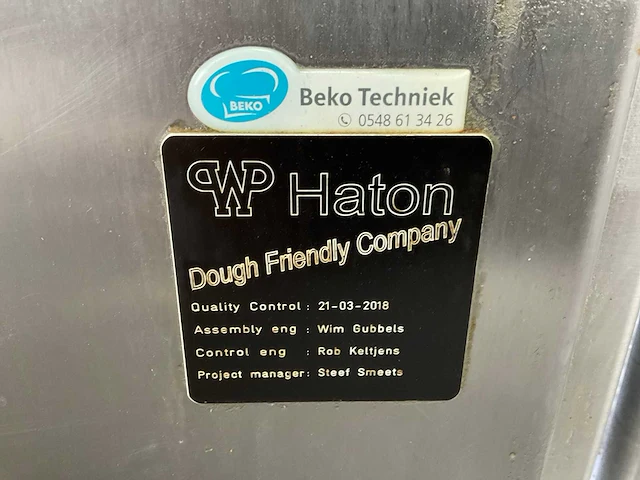 BEKO
Beko Techniek
0548 61 34 26
WP Haton
Dough Friendly Company
Quality Control : 21-03-2018
Assembly eng : Wim Gubbels
Control eng : Rob Keltjens
Project manager: Steef Smeets